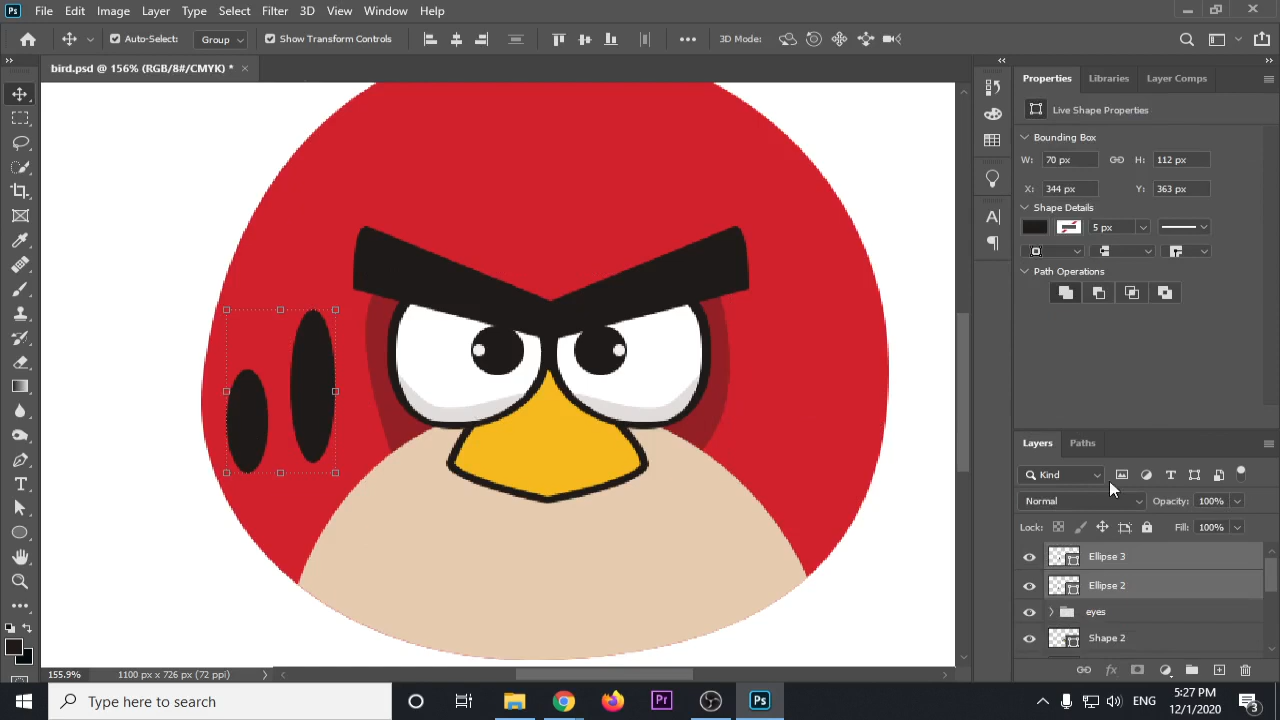 Ps File Edit Image Layer Type Select Filter 3D View Window Help
Auto-Select: Group Show Transform Controls 3D Mode:
bird.psd @ 156% (RGB/8#/CMYK) *
Properties Libraries Layer Comps
Live Shape Properties
Bounding Box
W: 70 px H: 112 px
X: 344 px Y: 363 px
Shape Details
5 px
Path Operations
Layers Paths
Kind
Normal Opacity: 100%
Lock: Fill: 100%
Ellipse 3
Ellipse 2
eyes
Shape 2
155.9% 1100 px x 726 px (72 ppi)
Type here to search
Pr Ps
ENG 5:27 PM
12/1/2020
3